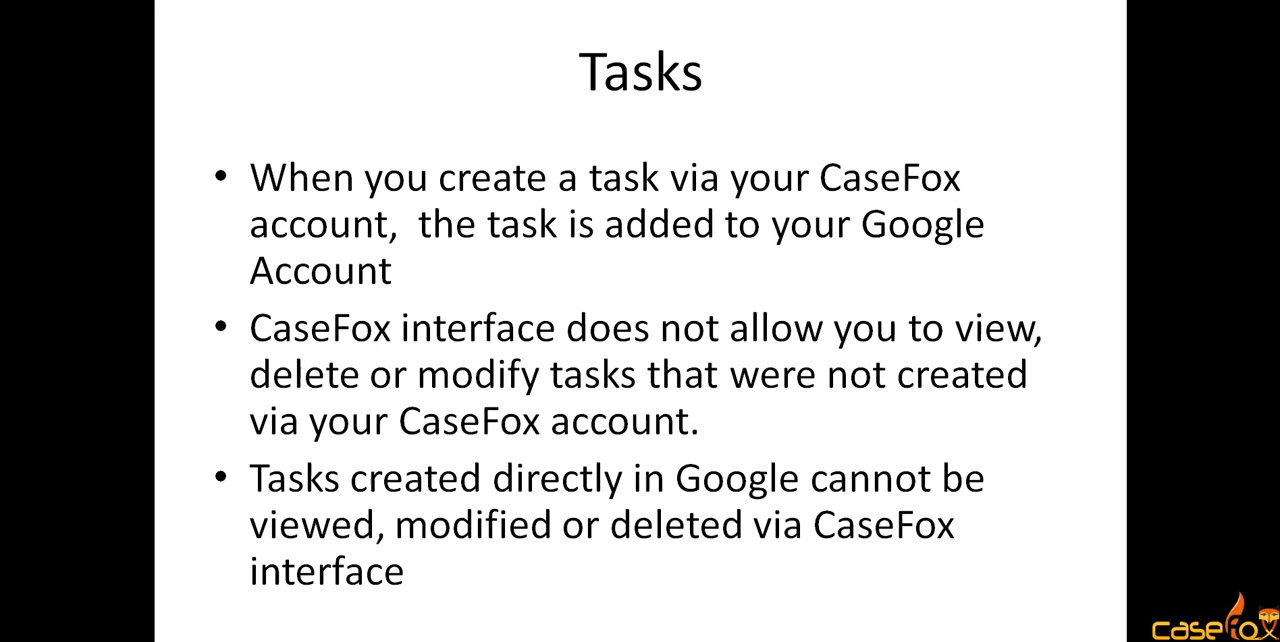 Tasks
• When you create a task via your CaseFox
account,  the task is added to your Google
Account
• CaseFox interface does not allow you to view,
delete or modify tasks that were not created
via your CaseFox account.
• Tasks created directly in Google cannot be
viewed, modified or deleted via CaseFox
interface
casefox